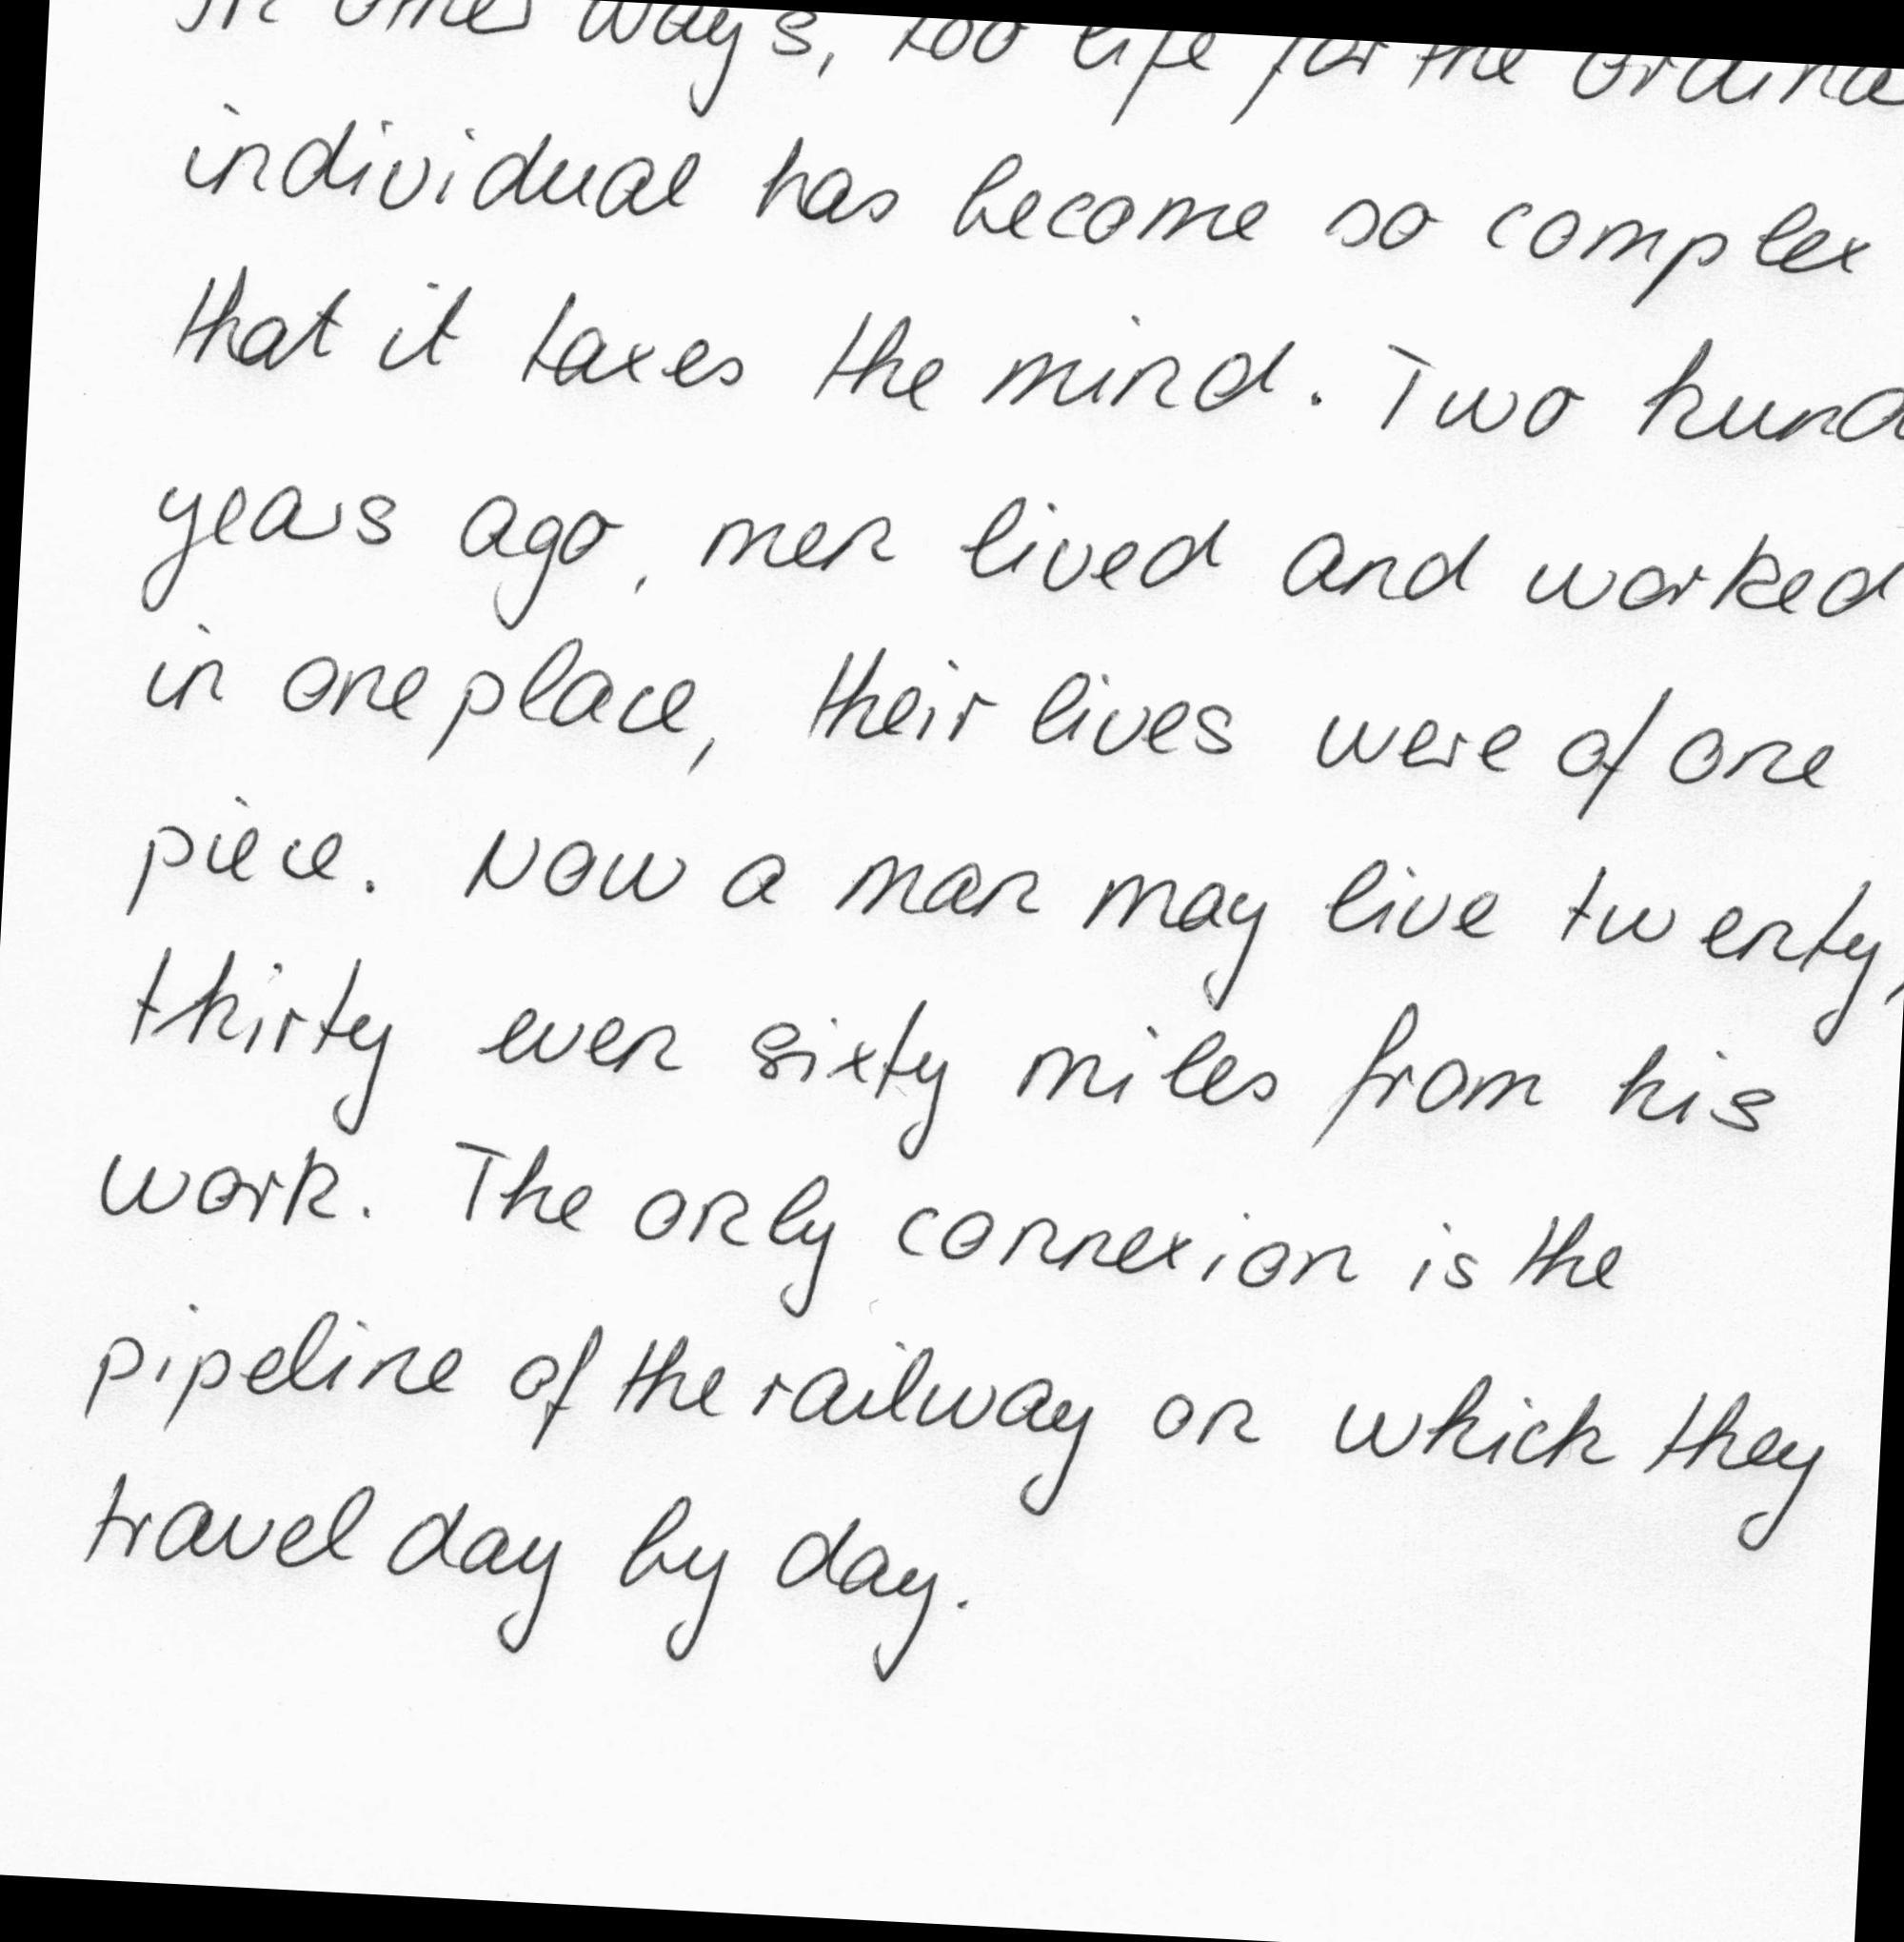 In other ways, too life for the ordina
individual has become so complex
that it taxes the mind. Two hund
years ago, men lived and worked
in one place, their lives were of one
piece. Now a man may live twenty,
thirty even sixty miles from his
work. The only connexion is the
pipeline of the railway on which they
travel day by day.